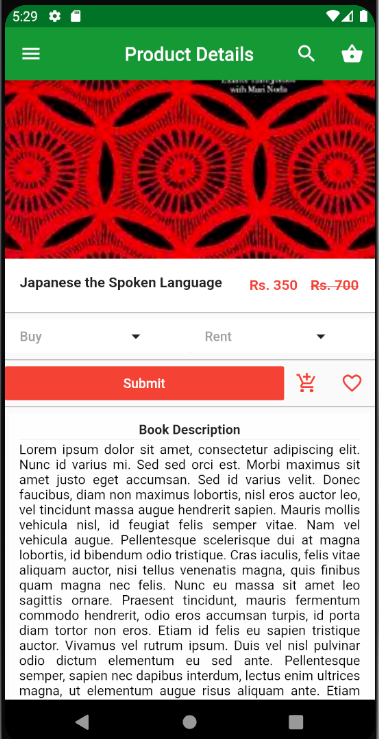 5:29
Product Details
with Mari Noda
Japanese the Spoken Language
Rs. 350 Rs. 700
Buy Rent
Submit
Book Description
Lorem ipsum dolor sit amet, consectetur adipiscing elit.
Nunc id varius mi. Sed sed orci est. Morbi maximus sit
amet justo eget accumsan. Sed id varius velit. Donec
faucibus, diam non maximus lobortis, nisl eros auctor leo,
vel tincidunt massa augue hendrerit sapien. Mauris mollis
vehicula nisl, id feugiat felis semper vitae. Nam vel
vehicula augue. Pellentesque scelerisque dui at magna
lobortis, id bibendum odio tristique. Cras iaculis, felis vitae
aliquam auctor, nisi tellus venenatis magna, quis finibus
quam magna nec felis. Nunc eu massa sit amet leo
sagittis ornare. Praesent tincidunt, mauris fermentum
commodo hendrerit, odio eros accumsan turpis, id porta
diam tortor non eros. Etiam id felis eu sapien tristique
auctor. Vivamus vel rutrum ipsum. Duis vel nisl pulvinar
odio dictum elementum eu sed ante. Pellentesque
semper, sapien nec dapibus interdum, lectus enim ultrices
magna, ut elementum augue risus aliquam ante. Etiam